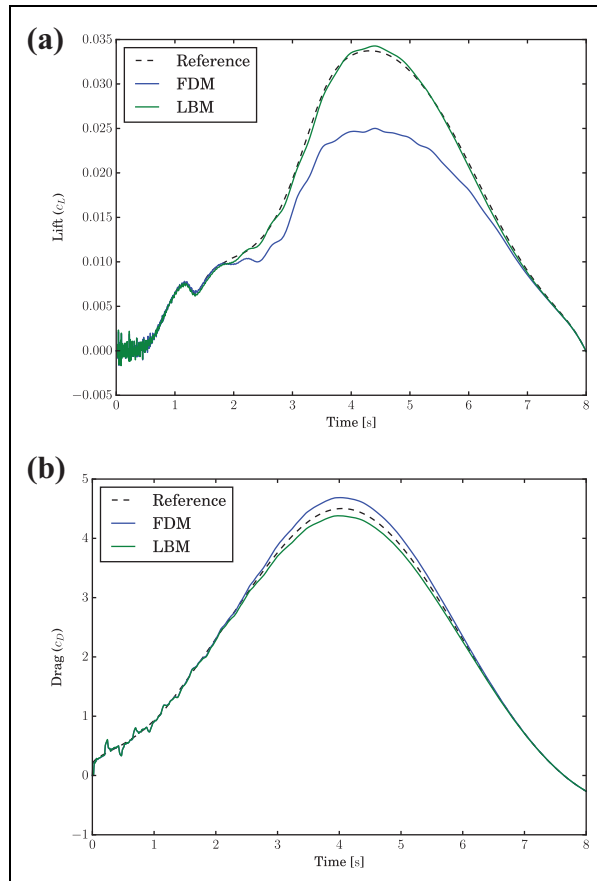 (a)
0.035
0.030
0.025
0.020
0.015
0.010
0.005
0.000
−0.005
Lift (c_L)
Reference
FDM
LBM
0 1 2 3 4 5 6 7 8
Time [s]
(b)
5
4
3
2
1
0
−1
Drag (c_D)
Reference
FDM
LBM
0 1 2 3 4 5 6 7 8
Time [s]